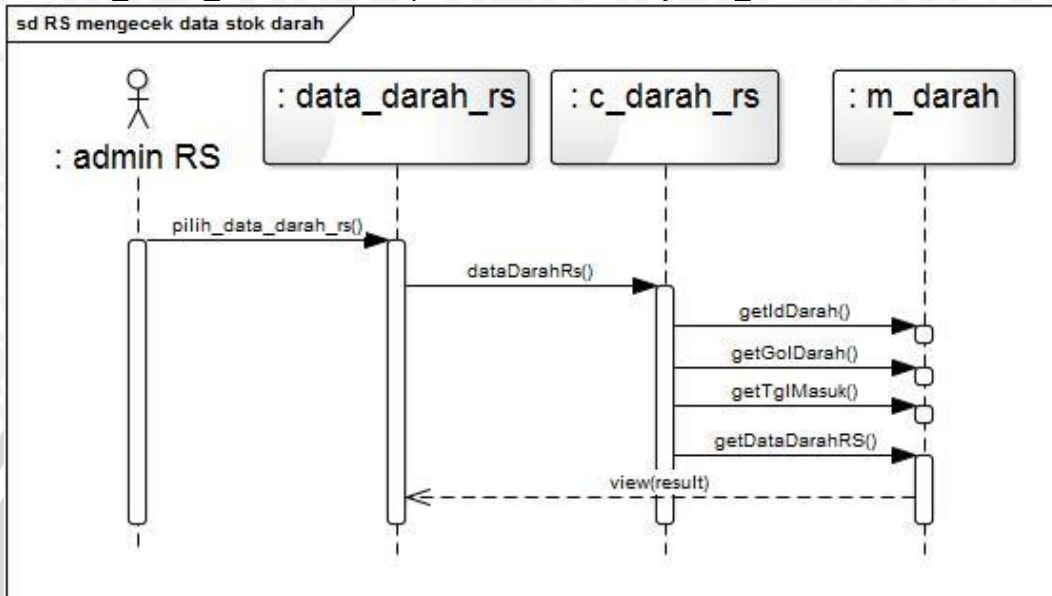 sd RS mengecek data stok darah
: admin RS
: data_darah_rs
: c_darah_rs
: m_darah
pilih_data_darah_rs()
dataDarahRs()
getIdDarah()
getGolDarah()
getTglMasuk()
getDataDarahRS()
view(result)